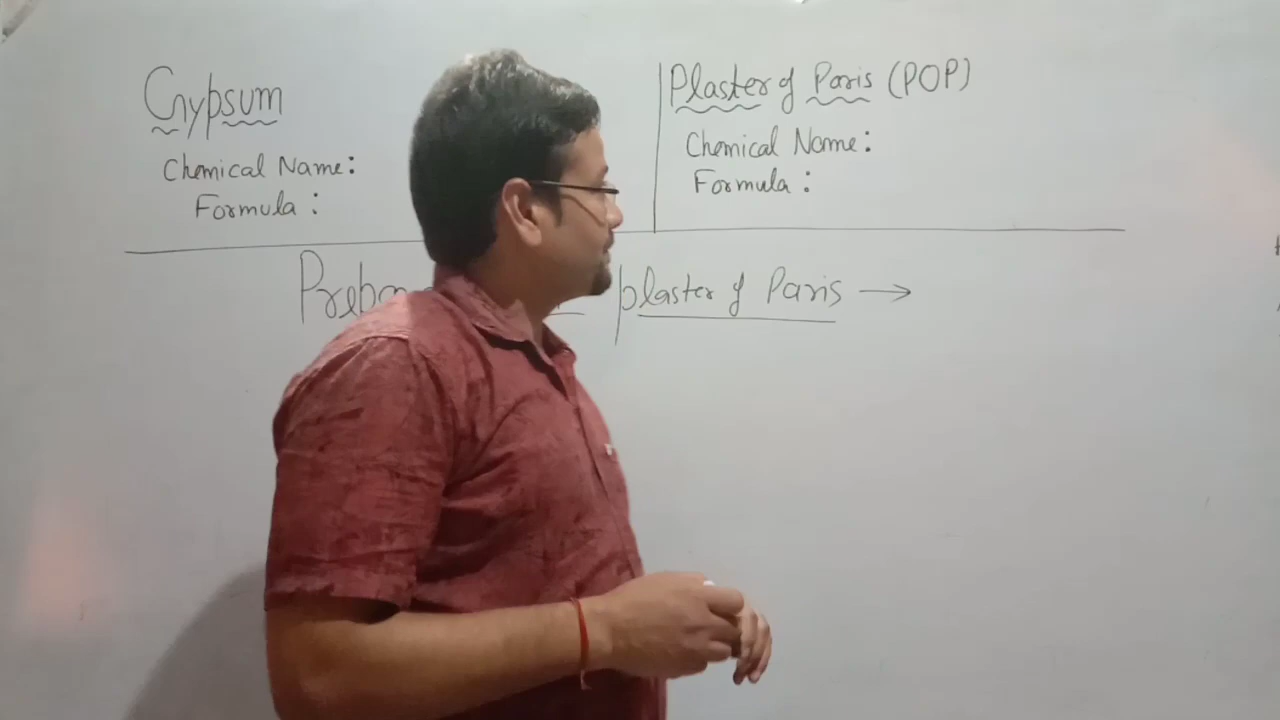 Gypsum
Chemical Name:
Formula :
Plaster of Paris (POP)
Chemical Name:
Formula :
plaster of Paris →